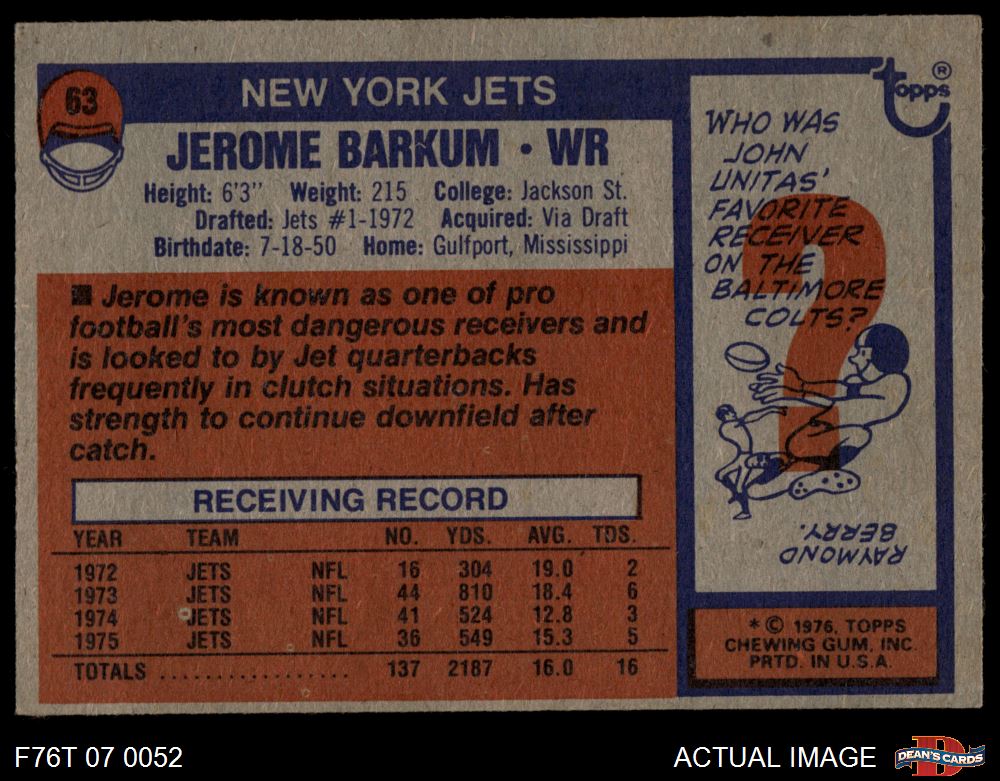 63
NEW YORK JETS
JEROME BARKUM • WR
Height: 6'3" Weight: 215 College: Jackson St.
Drafted: Jets #1-1972 Acquired: Via Draft
Birthdate: 7-18-50 Home: Gulfport, Mississippi
■ Jerome is known as one of pro
football's most dangerous receivers and
is looked to by Jet quarterbacks
frequently in clutch situations. Has
strength to continue downfield after
catch.
RECEIVING RECORD
YEAR TEAM NO. YDS. AVG. TDS.
1972 JETS NFL 16 304 19.0 2
1973 JETS NFL 44 810 18.4 6
1974 JETS NFL 41 524 12.8 3
1975 JETS NFL 36 549 15.3 5
TOTALS .................. 137 2187 16.0 16
topps ®
WHO WAS
JOHN
UNITAS'
FAVORITE
RECEIVER
ON THE
BALTIMORE
COLTS?
?
RAYMOND
BERRY.
* © 1976, TOPPS
CHEWING GUM, INC.
PRTD. IN U.S.A.
F76T 07 0052
ACTUAL IMAGE
D
DEAN'S CARDS